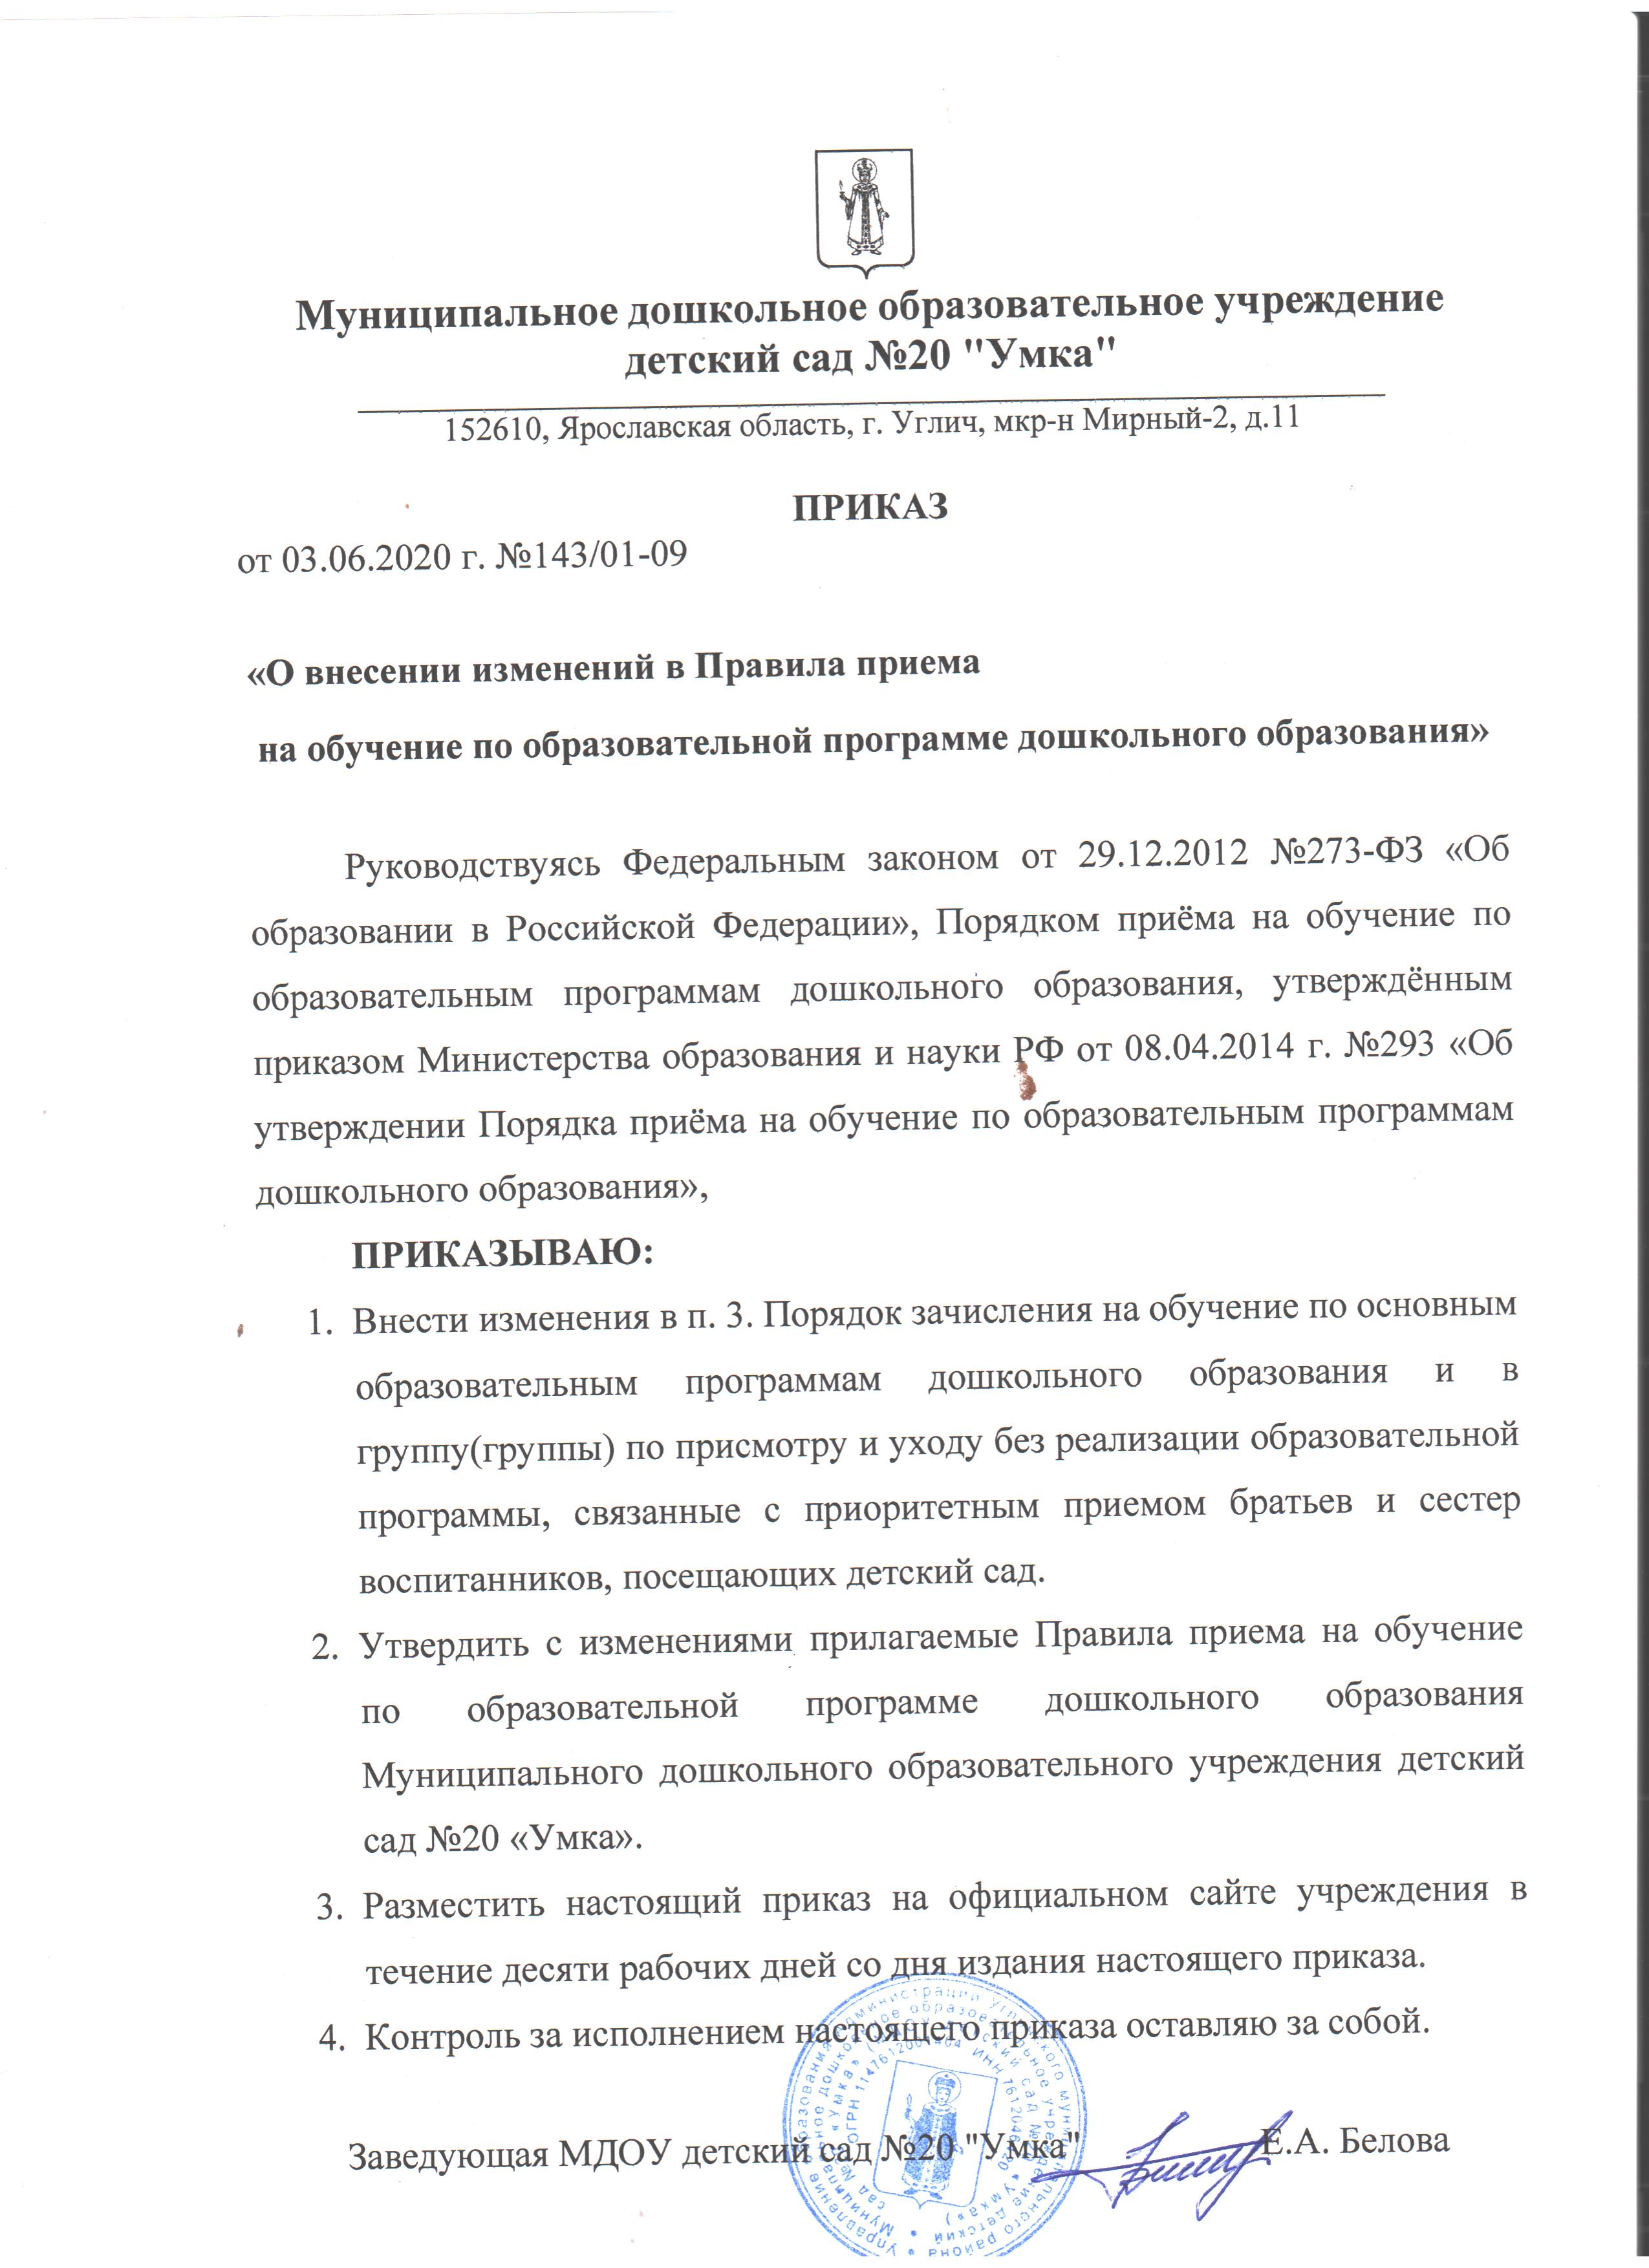 Муниципальное дошкольное образовательное учреждение
детский сад №20 "Умка"
152610, Ярославская область, г. Углич, мкр-н Мирный-2, д.11
ПРИКАЗ
от 03.06.2020 г. №143/01-09
«О внесении изменений в Правила приема
на обучение по образовательной программе дошкольного образования»
Руководствуясь Федеральным законом от 29.12.2012 №273-ФЗ «Об
образовании в Российской Федерации», Порядком приёма на обучение по
образовательным программам дошкольного образования, утверждённым
приказом Министерства образования и науки РФ от 08.04.2014 г. №293 «Об
утверждении Порядка приёма на обучение по образовательным программам
дошкольного образования»,
ПРИКАЗЫВАЮ:
1. Внести изменения в п. 3. Порядок зачисления на обучение по основным
образовательным программам дошкольного образования и в
группу(группы) по присмотру и уходу без реализации образовательной
программы, связанные с приоритетным приемом братьев и сестер
воспитанников, посещающих детский сад.
2. Утвердить с изменениями прилагаемые Правила приема на обучение
по образовательной программе дошкольного образования
Муниципального дошкольного образовательного учреждения детский
сад №20 «Умка».
3. Разместить настоящий приказ на официальном сайте учреждения в
течение десяти рабочих дней со дня издания настоящего приказа.
4. Контроль за исполнением настоящего приказа оставляю за собой.
Заведующая МДОУ детский сад №20 "Умка" Е.А. Белова